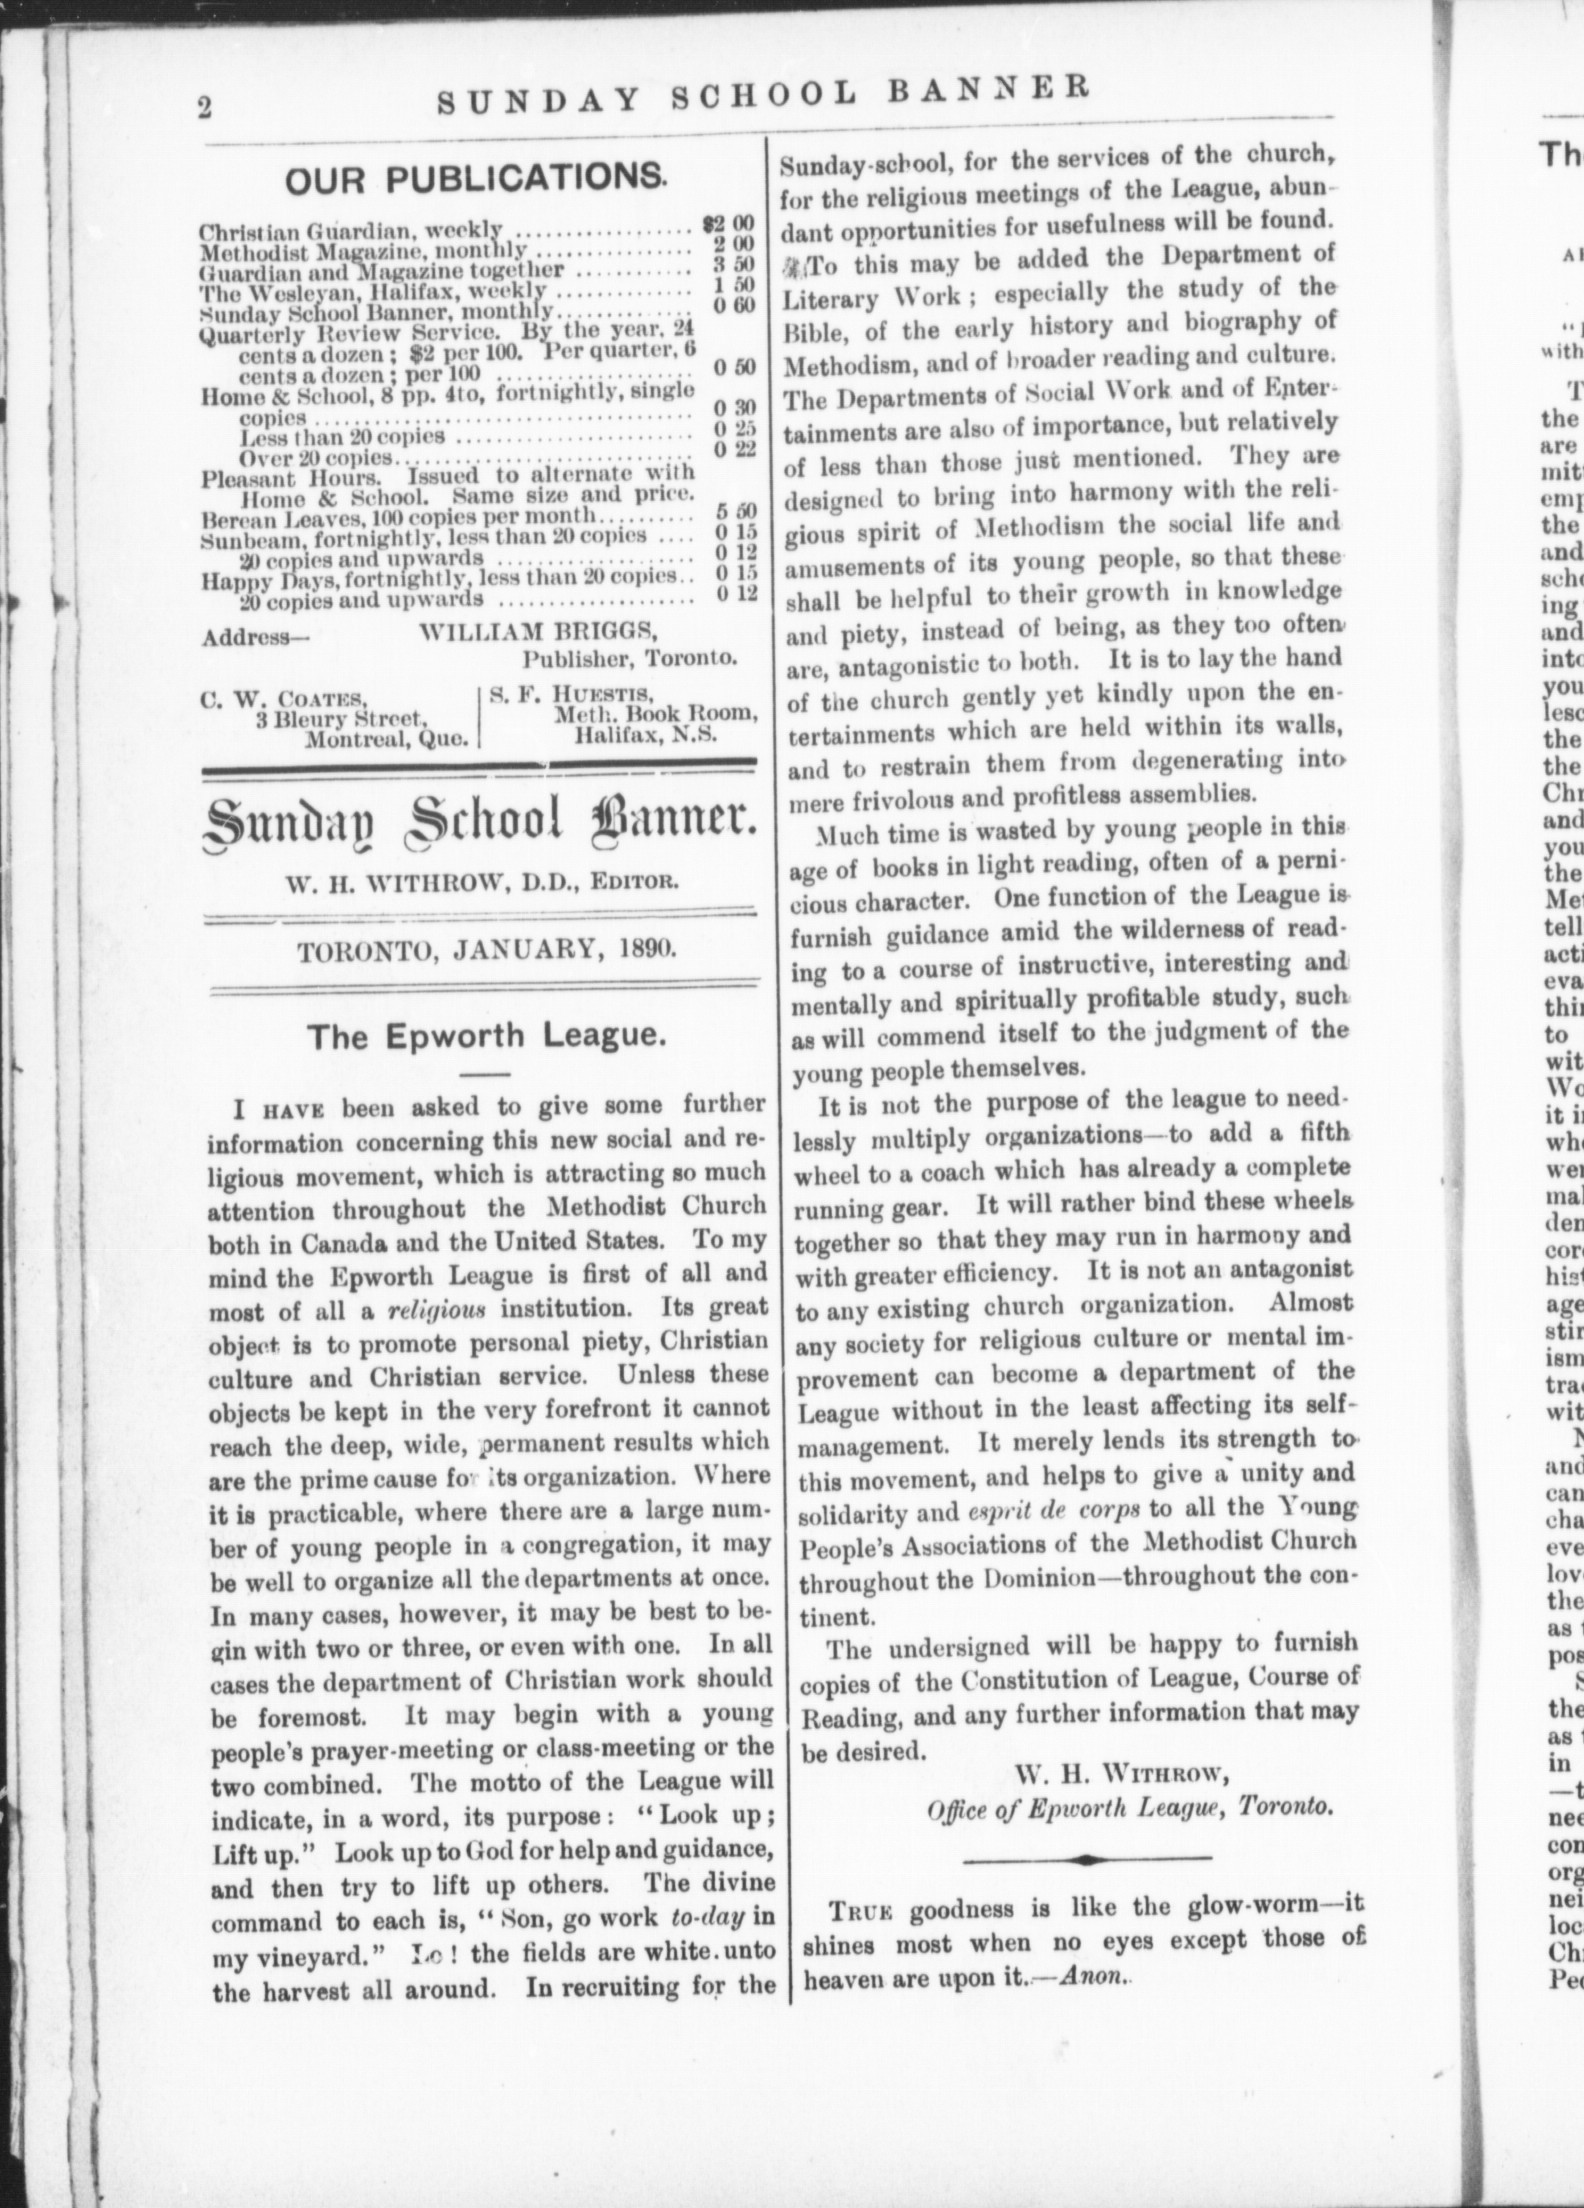 2
SUNDAY SCHOOL BANNER
OUR PUBLICATIONS.
Christian Guardian, weekly .................. $2 00
Methodist Magazine, monthly ................ 2 00
Guardian and Magazine together ............ 3 50
The Wesleyan, Halifax, weekly .............. 1 50
Sunday School Banner, monthly.............. 0 60
Quarterly Review Service. By the year, 24
cents a dozen; $2 per 100. Per quarter, 6
cents a dozen; per 100 .................... 0 50
Home & School, 8 pp. 4to, fortnightly, single
copies ...................................... 0 30
Less than 20 copies ........................ 0 25
Over 20 copies.............................. 0 22
Pleasant Hours. Issued to alternate with
Home & School. Same size and price.
Berean Leaves, 100 copies per month.......... 5 50
Sunbeam, fortnightly, less than 20 copies .... 0 15
20 copies and upwards .................... 0 12
Happy Days, fortnightly, less than 20 copies.. 0 15
20 copies and upwards .................... 0 12
Address— WILLIAM BRIGGS,
Publisher, Toronto.
C. W. COATES,
3 Bleury Street,
Montreal, Que.
S. F. HUESTIS,
Meth. Book Room,
Halifax, N.S.
Sunday School Banner.
W. H. WITHROW, D.D., EDITOR.
TORONTO, JANUARY, 1890.
The Epworth League.
I HAVE been asked to give some further
information concerning this new social and re-
ligious movement, which is attracting so much
attention throughout the Methodist Church
both in Canada and the United States. To my
mind the Epworth League is first of all and
most of all a religious institution. Its great
object is to promote personal piety, Christian
culture and Christian service. Unless these
objects be kept in the very forefront it cannot
reach the deep, wide, permanent results which
are the prime cause for its organization. Where
it is practicable, where there are a large num-
ber of young people in a congregation, it may
be well to organize all the departments at once.
In many cases, however, it may be best to be-
gin with two or three, or even with one. In all
cases the department of Christian work should
be foremost. It may begin with a young
people's prayer-meeting or class-meeting or the
two combined. The motto of the League will
indicate, in a word, its purpose: "Look up;
Lift up." Look up to God for help and guidance,
and then try to lift up others. The divine
command to each is, "Son, go work to-day in
my vineyard." Lo! the fields are white unto
the harvest all around. In recruiting for the
Sunday-school, for the services of the church,
for the religious meetings of the League, abun-
dant opportunities for usefulness will be found.
To this may be added the Department of
Literary Work; especially the study of the
Bible, of the early history and biography of
Methodism, and of broader reading and culture.
The Departments of Social Work and of Enter-
tainments are also of importance, but relatively
of less than those just mentioned. They are
designed to bring into harmony with the reli-
gious spirit of Methodism the social life and
amusements of its young people, so that these
shall be helpful to their growth in knowledge
and piety, instead of being, as they too often
are, antagonistic to both. It is to lay the hand
of the church gently yet kindly upon the en-
tertainments which are held within its walls,
and to restrain them from degenerating into
mere frivolous and profitless assemblies.
Much time is wasted by young people in this
age of books in light reading, often of a perni-
cious character. One function of the League is
furnish guidance amid the wilderness of read-
ing to a course of instructive, interesting and
mentally and spiritually profitable study, such
as will commend itself to the judgment of the
young people themselves.
It is not the purpose of the league to need-
lessly multiply organizations—to add a fifth
wheel to a coach which has already a complete
running gear. It will rather bind these wheels
together so that they may run in harmony and
with greater efficiency. It is not an antagonist
to any existing church organization. Almost
any society for religious culture or mental im-
provement can become a department of the
League without in the least affecting its self-
management. It merely lends its strength to
this movement, and helps to give a unity and
solidarity and esprit de corps to all the Young
People's Associations of the Methodist Church
throughout the Dominion—throughout the con-
tinent.
The undersigned will be happy to furnish
copies of the Constitution of League, Course of
Reading, and any further information that may
be desired.
W. H. WITHROW,
Office of Epworth League, Toronto.
TRUE goodness is like the glow-worm—it
shines most when no eyes except those of
heaven are upon it.—Anon.